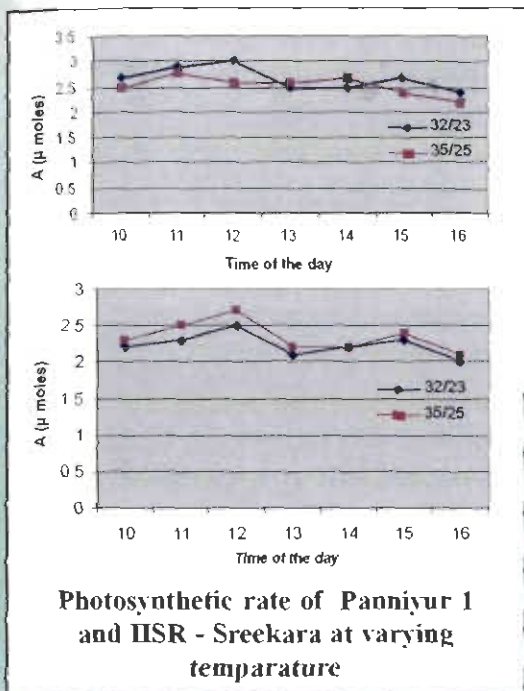 3.5
3
2.5
2
1.5
1
0.5
0
A (µ moles)
32/23
35/25
10 11 12 13 14 15 16
Time of the day
3
2 5
2
1 5
1
0 5
0
A (µ moles)
32/23
35/25
10 11 12 13 14 15 16
Time of the day
Photosynthetic rate of Panniyur 1
and IISR - Sreekara at varying
temparature